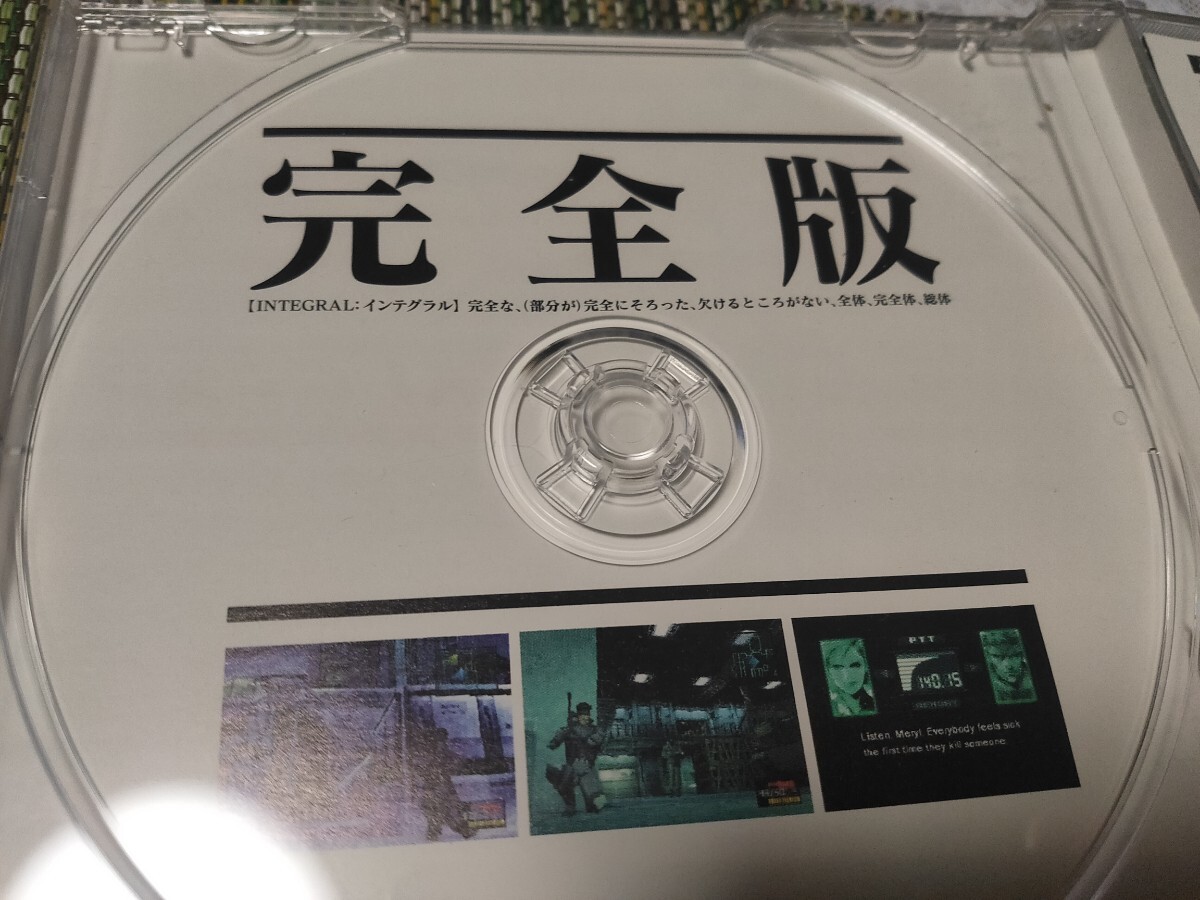 完全版
【INTEGRAL:インテグラル】完全な、(部分が)完全にそろった、欠けるところがない、全体、完全体、総体
PTT
140.15
Listen, Meryl. Everybody feels sick
the first time they kill someone.